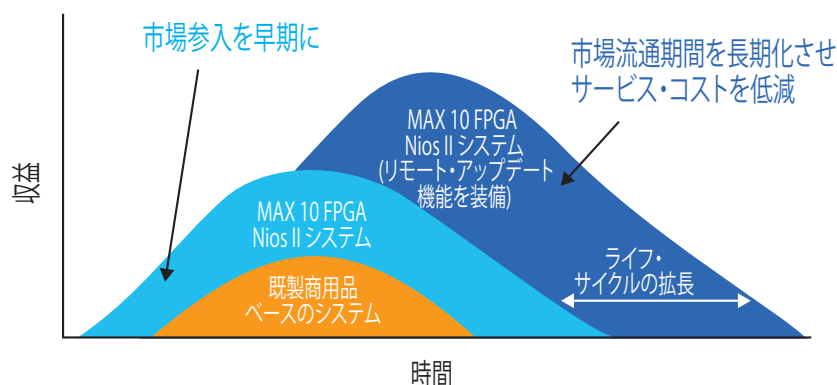 市場参入を早期に
市場流通期間を長期化させ
サービス・コストを低減
MAX 10 FPGA
Nios II システム
(リモート・アップデート
機能を装備)
収益
MAX 10 FPGA
Nios II システム
ライフ・
サイクルの拡長
既製商用品
ベースのシステム
時間